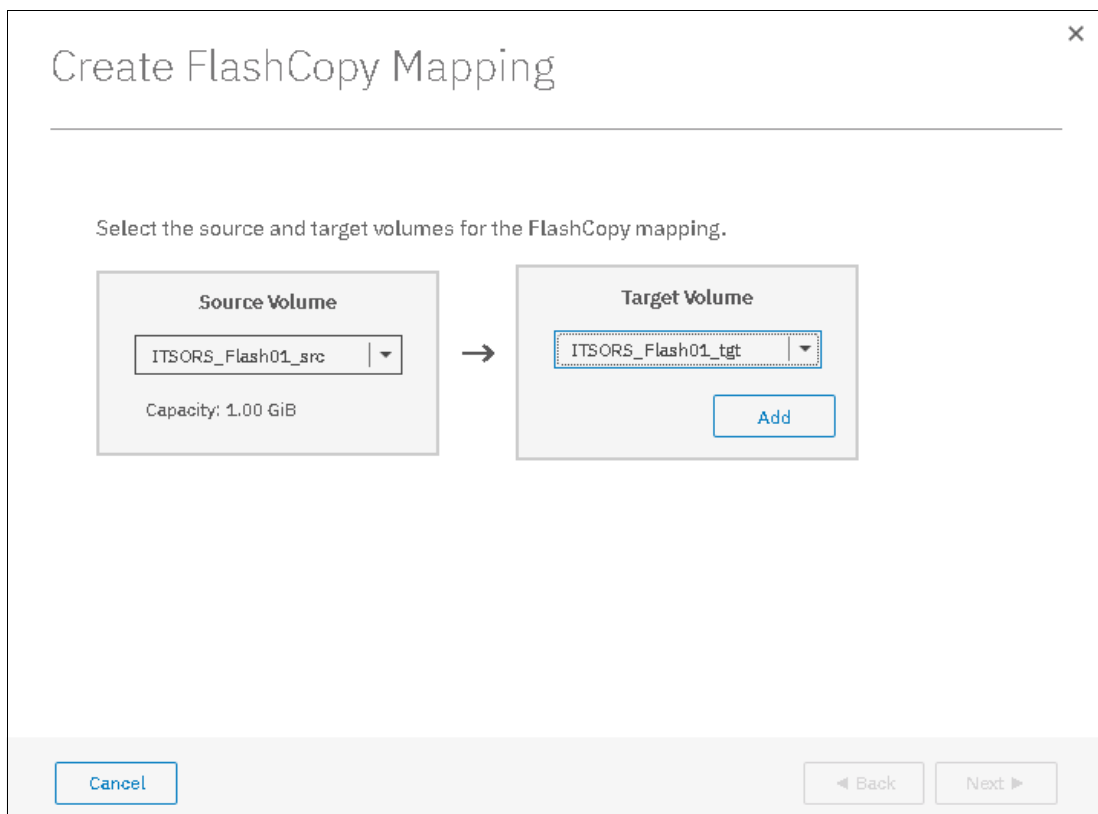 Create FlashCopy Mapping
Select the source and target volumes for the FlashCopy mapping.
Source Volume
ITSORS_Flash01_src
Capacity: 1.00 GiB
Target Volume
ITSORS_Flash01_tgt
Add
Cancel
Back
Next